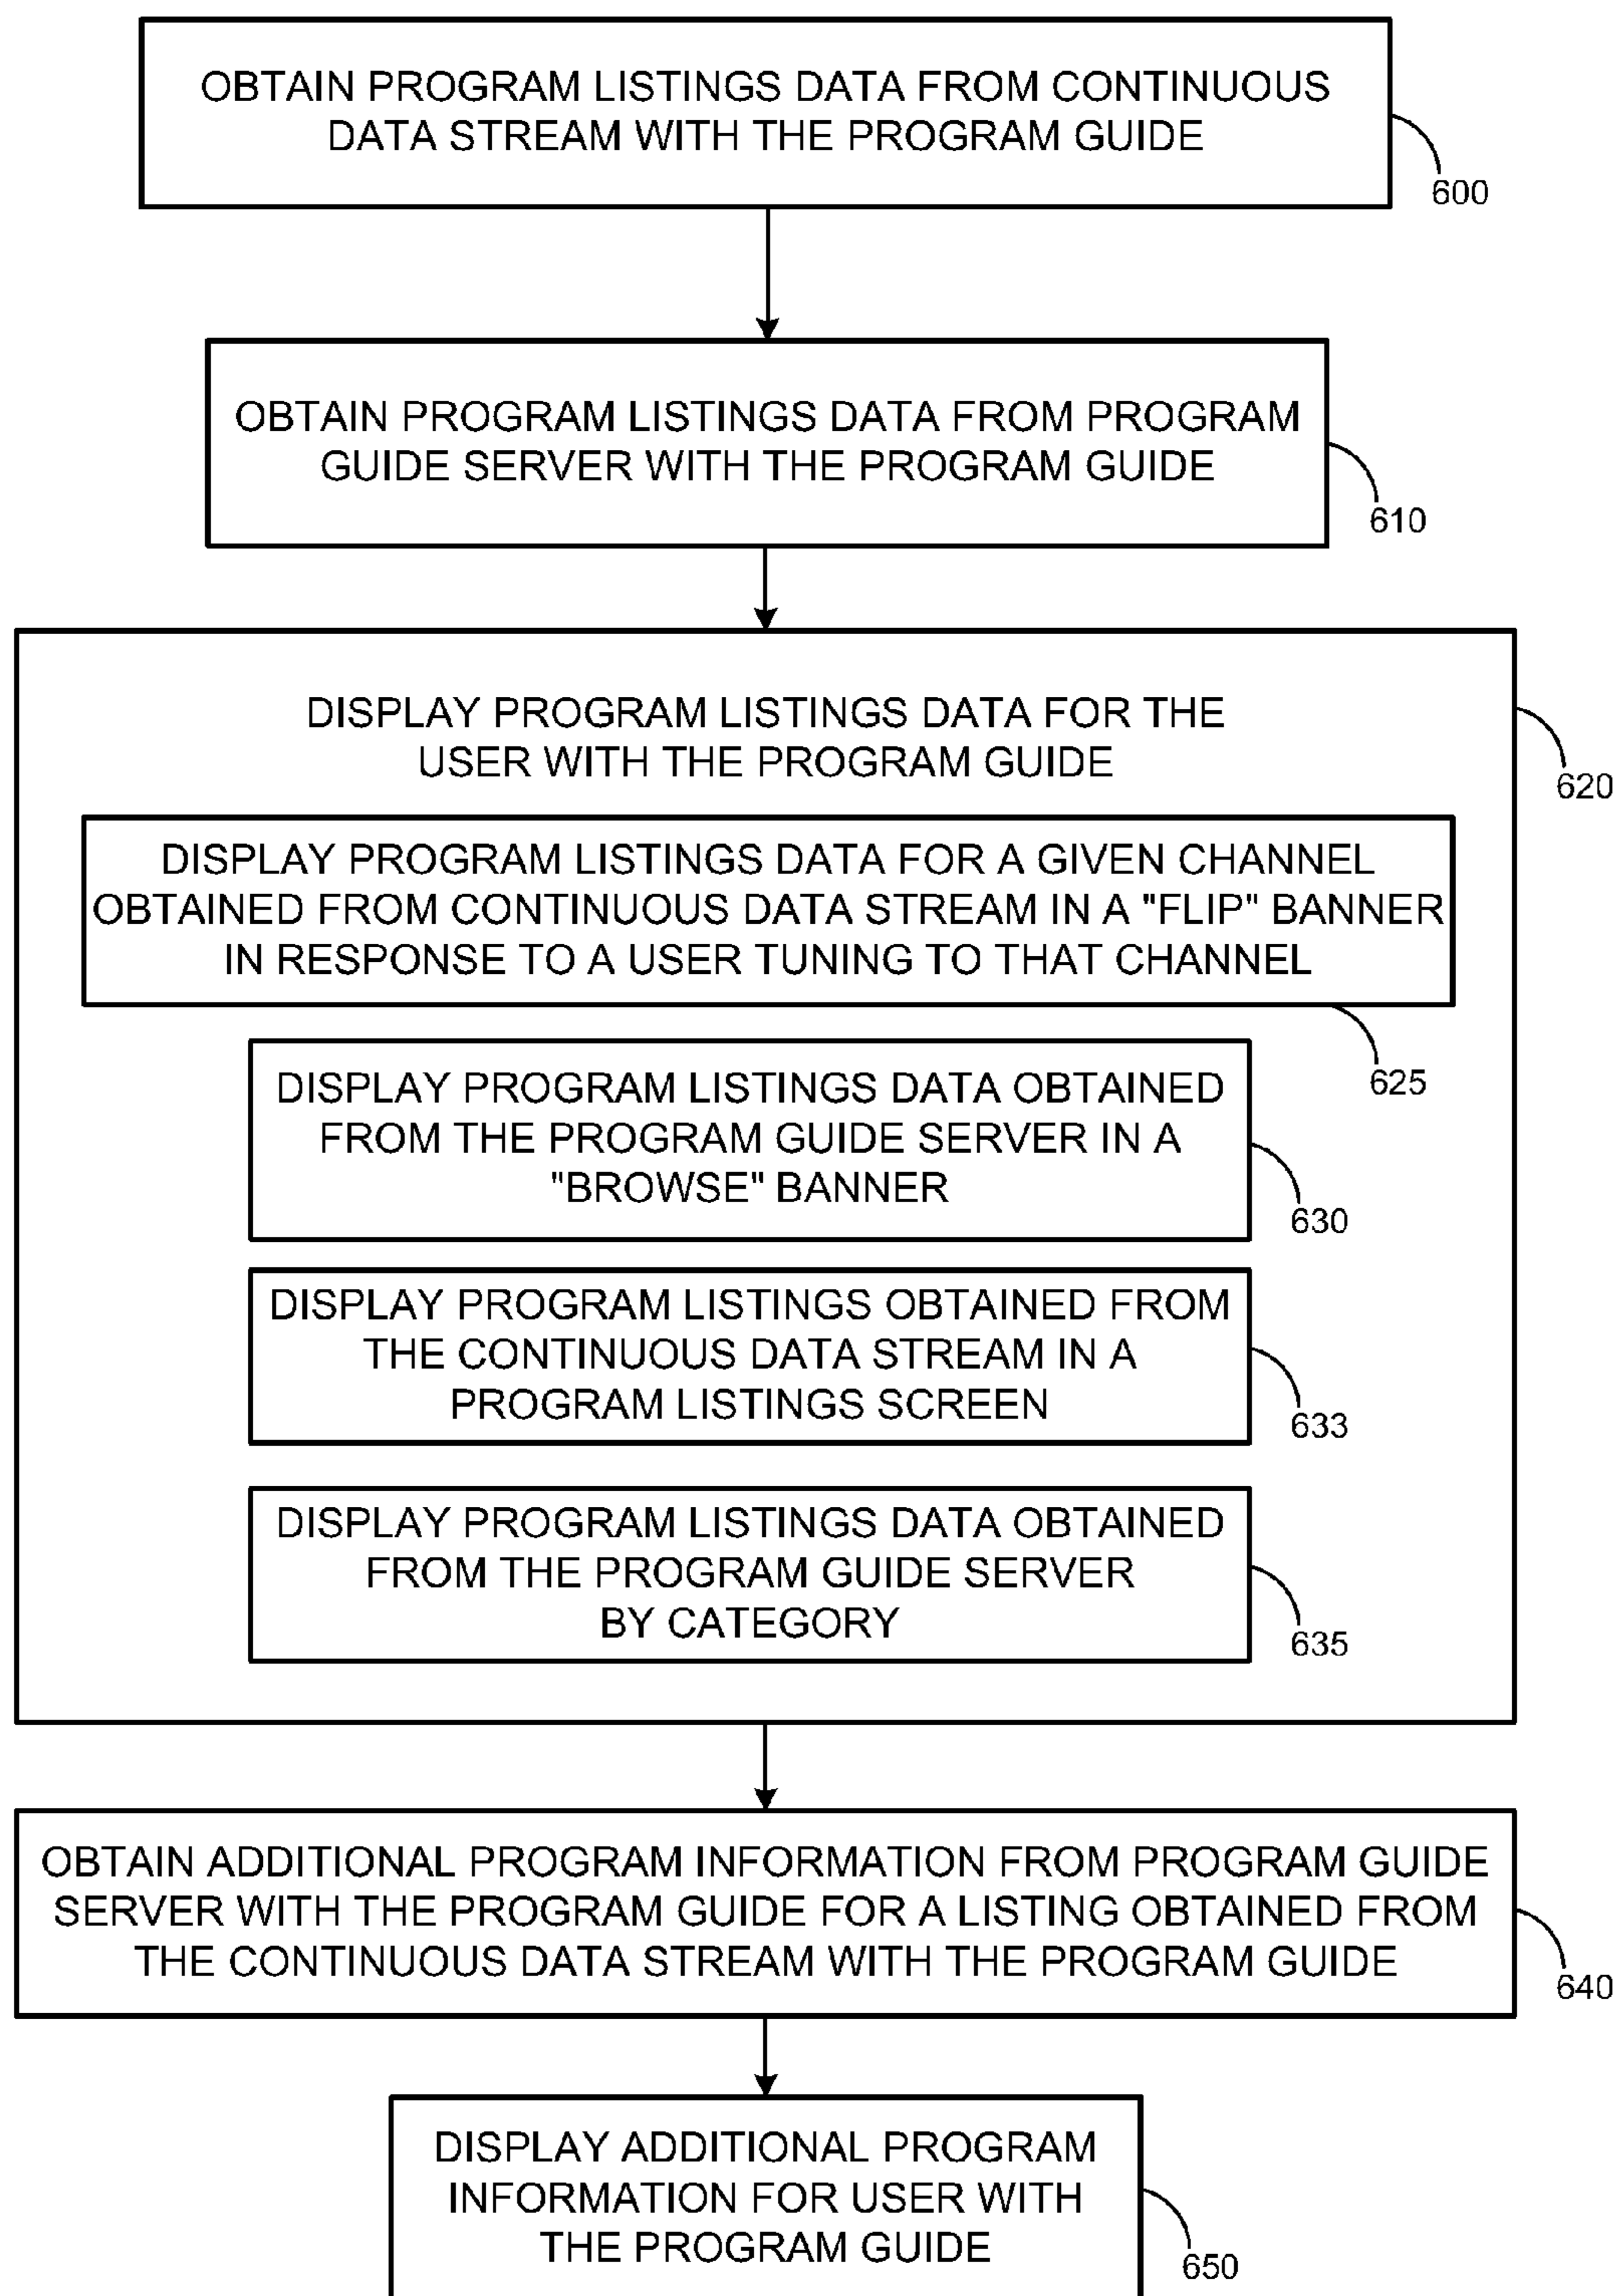 OBTAIN PROGRAM LISTINGS DATA FROM CONTINUOUS
DATA STREAM WITH THE PROGRAM GUIDE
600
OBTAIN PROGRAM LISTINGS DATA FROM PROGRAM
GUIDE SERVER WITH THE PROGRAM GUIDE
610
DISPLAY PROGRAM LISTINGS DATA FOR THE
USER WITH THE PROGRAM GUIDE
620
DISPLAY PROGRAM LISTINGS DATA FOR A GIVEN CHANNEL
OBTAINED FROM CONTINUOUS DATA STREAM IN A "FLIP" BANNER
IN RESPONSE TO A USER TUNING TO THAT CHANNEL
625
DISPLAY PROGRAM LISTINGS DATA OBTAINED
FROM THE PROGRAM GUIDE SERVER IN A
"BROWSE" BANNER
630
DISPLAY PROGRAM LISTINGS OBTAINED FROM
THE CONTINUOUS DATA STREAM IN A
PROGRAM LISTINGS SCREEN
633
DISPLAY PROGRAM LISTINGS DATA OBTAINED
FROM THE PROGRAM GUIDE SERVER
BY CATEGORY
635
OBTAIN ADDITIONAL PROGRAM INFORMATION FROM PROGRAM GUIDE
SERVER WITH THE PROGRAM GUIDE FOR A LISTING OBTAINED FROM
THE CONTINUOUS DATA STREAM WITH THE PROGRAM GUIDE
640
DISPLAY ADDITIONAL PROGRAM
INFORMATION FOR USER WITH
THE PROGRAM GUIDE
650